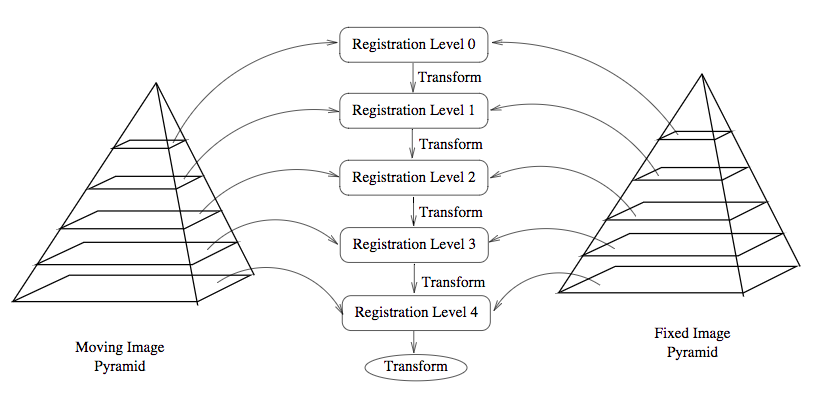 Registration Level 0
Transform
Registration Level 1
Transform
Registration Level 2
Transform
Registration Level 3
Transform
Registration Level 4
Transform
Moving Image
Pyramid
Fixed Image
Pyramid